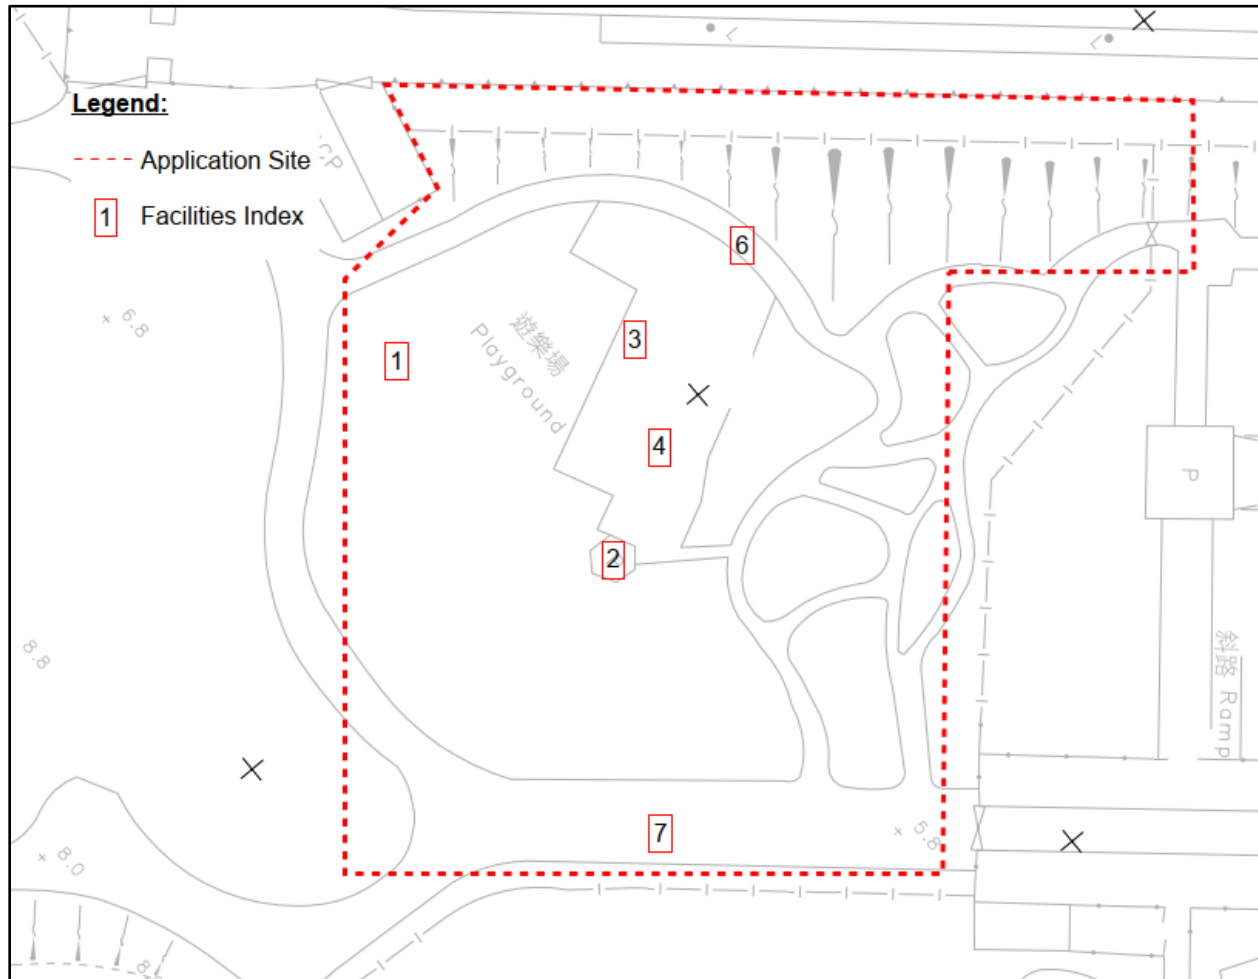 L
L
Legend:
Application Site
CP
1 Facilities Index
6
6.8
遊樂場
Playground
3
1
4
P
2
8.8
斜路 Ramp
7
5.8
8.0